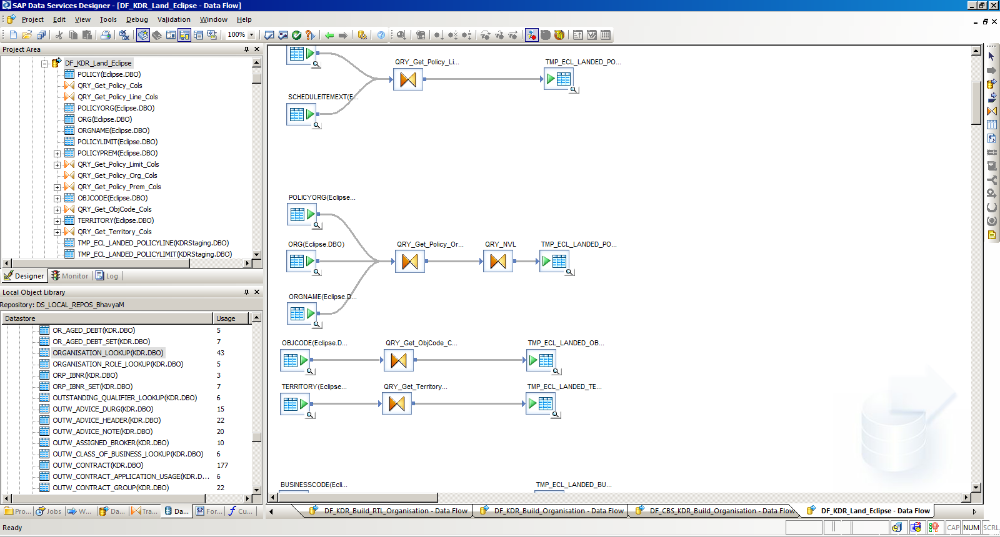 SAP Data Services Designer - [DF_KDR_Land_Eclipse - Data Flow]
Project Edit View Tools Debug Validation Window Help
100%
Project Area
DF_KDR_Land_Eclipse
POLICY(Eclipse.DBO)
QRY_Get_Policy_Cols
QRY_Get_Policy_Line_Cols
POLICYORG(Eclipse.DBO)
ORG(Eclipse.DBO)
ORGNAME(Eclipse.DBO)
POLICYLIMIT(Eclipse.DBO)
POLICYPREM(Eclipse.DBO)
QRY_Get_Policy_Limit_Cols
QRY_Get_Policy_Org_Cols
QRY_Get_Policy_Prem_Cols
OBJCODE(Eclipse.DBO)
QRY_Get_ObjCode_Cols
TERRITORY(Eclipse.DBO)
QRY_Get_Territory_Cols
TMP_ECL_LANDED_POLICYLINE(KDRStaging.DBO)
TMP_ECL_LANDED_POLICYLIMIT(KDRStaging.DBO)
Designer Monitor Log
Local Object Library
Repository: DS_LOCAL_REPOS_BhavyaM
Datastore Usage
OR_AGED_DEBT(KDR.DBO) 5
OR_AGED_DEBT_SET(KDR.DBO) 7
ORGANISATION_LOOKUP(KDR.DBO) 43
ORGANISATION_ROLE_LOOKUP(KDR.DBO) 5
ORP_IBNR(KDR.DBO) 3
ORP_IBNR_SET(KDR.DBO) 7
OUTSTANDING_QUALIFIER_LOOKUP(KDR.DBO) 6
OUTW_ADVICE_DURG(KDR.DBO) 15
OUTW_ADVICE_HEADER(KDR.DBO) 22
OUTW_ADVICE_NOTE(KDR.DBO) 20
OUTW_ASSIGNED_BROKER(KDR.DBO) 10
OUTW_CLASS_OF_BUSINESS_LOOKUP(KDR.DBO) 6
OUTW_CONTRACT(KDR.DBO) 177
OUTW_CONTRACT_APPLICATION_USAGE(KDR.D...
OUTW_CONTRACT_GROUP(KDR.DBO) 22
Pro... Jobs W... Da... Tra... Da... For... Cu...
QRY_Get_Policy_Li... TMP_ECL_LANDED_PO...
SCHEDULEITEMEXT(E...
POLICYORG(Eclipse...
ORG(Eclipse.DBO) QRY_Get_Policy_Or... QRY_NVL TMP_ECL_LANDED_PO...
ORGNAME(Eclipse.D...
OBJCODE(Eclipse.D... QRY_Get_ObjCode_C... TMP_ECL_LANDED_OB...
TERRITORY(Eclipse... QRY_Get_Territory... TMP_ECL_LANDED_TE...
BUSINESSCODE(Ecli... TMP_ECL_LANDED_BU...
DF_KDR_Build_RTL_Organisation - Data Flow DF_KDR_Build_Organisation - Data Flow DF_CBS_KDR_Build_Organisation - Data Flow DF_KDR_Land_Eclipse - Data Flow
Ready CAP NUM SCRL